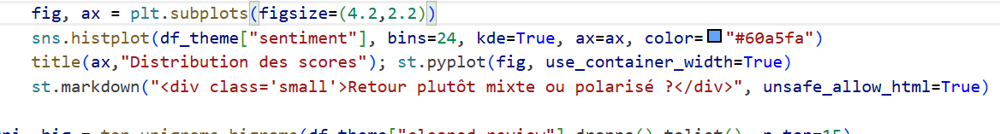 fig, ax = plt.subplots(figsize=(4.2,2.2))
sns.histplot(df_theme["sentiment"], bins=24, kde=True, ax=ax, color="#60a5fa")
title(ax,"Distribution des scores"); st.pyplot(fig, use_container_width=True)
st.markdown("<div class='small'>Retour plutôt mixte ou polarisé ?</div>", unsafe_allow_html=True)
big = top_unigrams_bigrams(df_theme["cleaned_review"].dropna().tolist(), n_top=15)